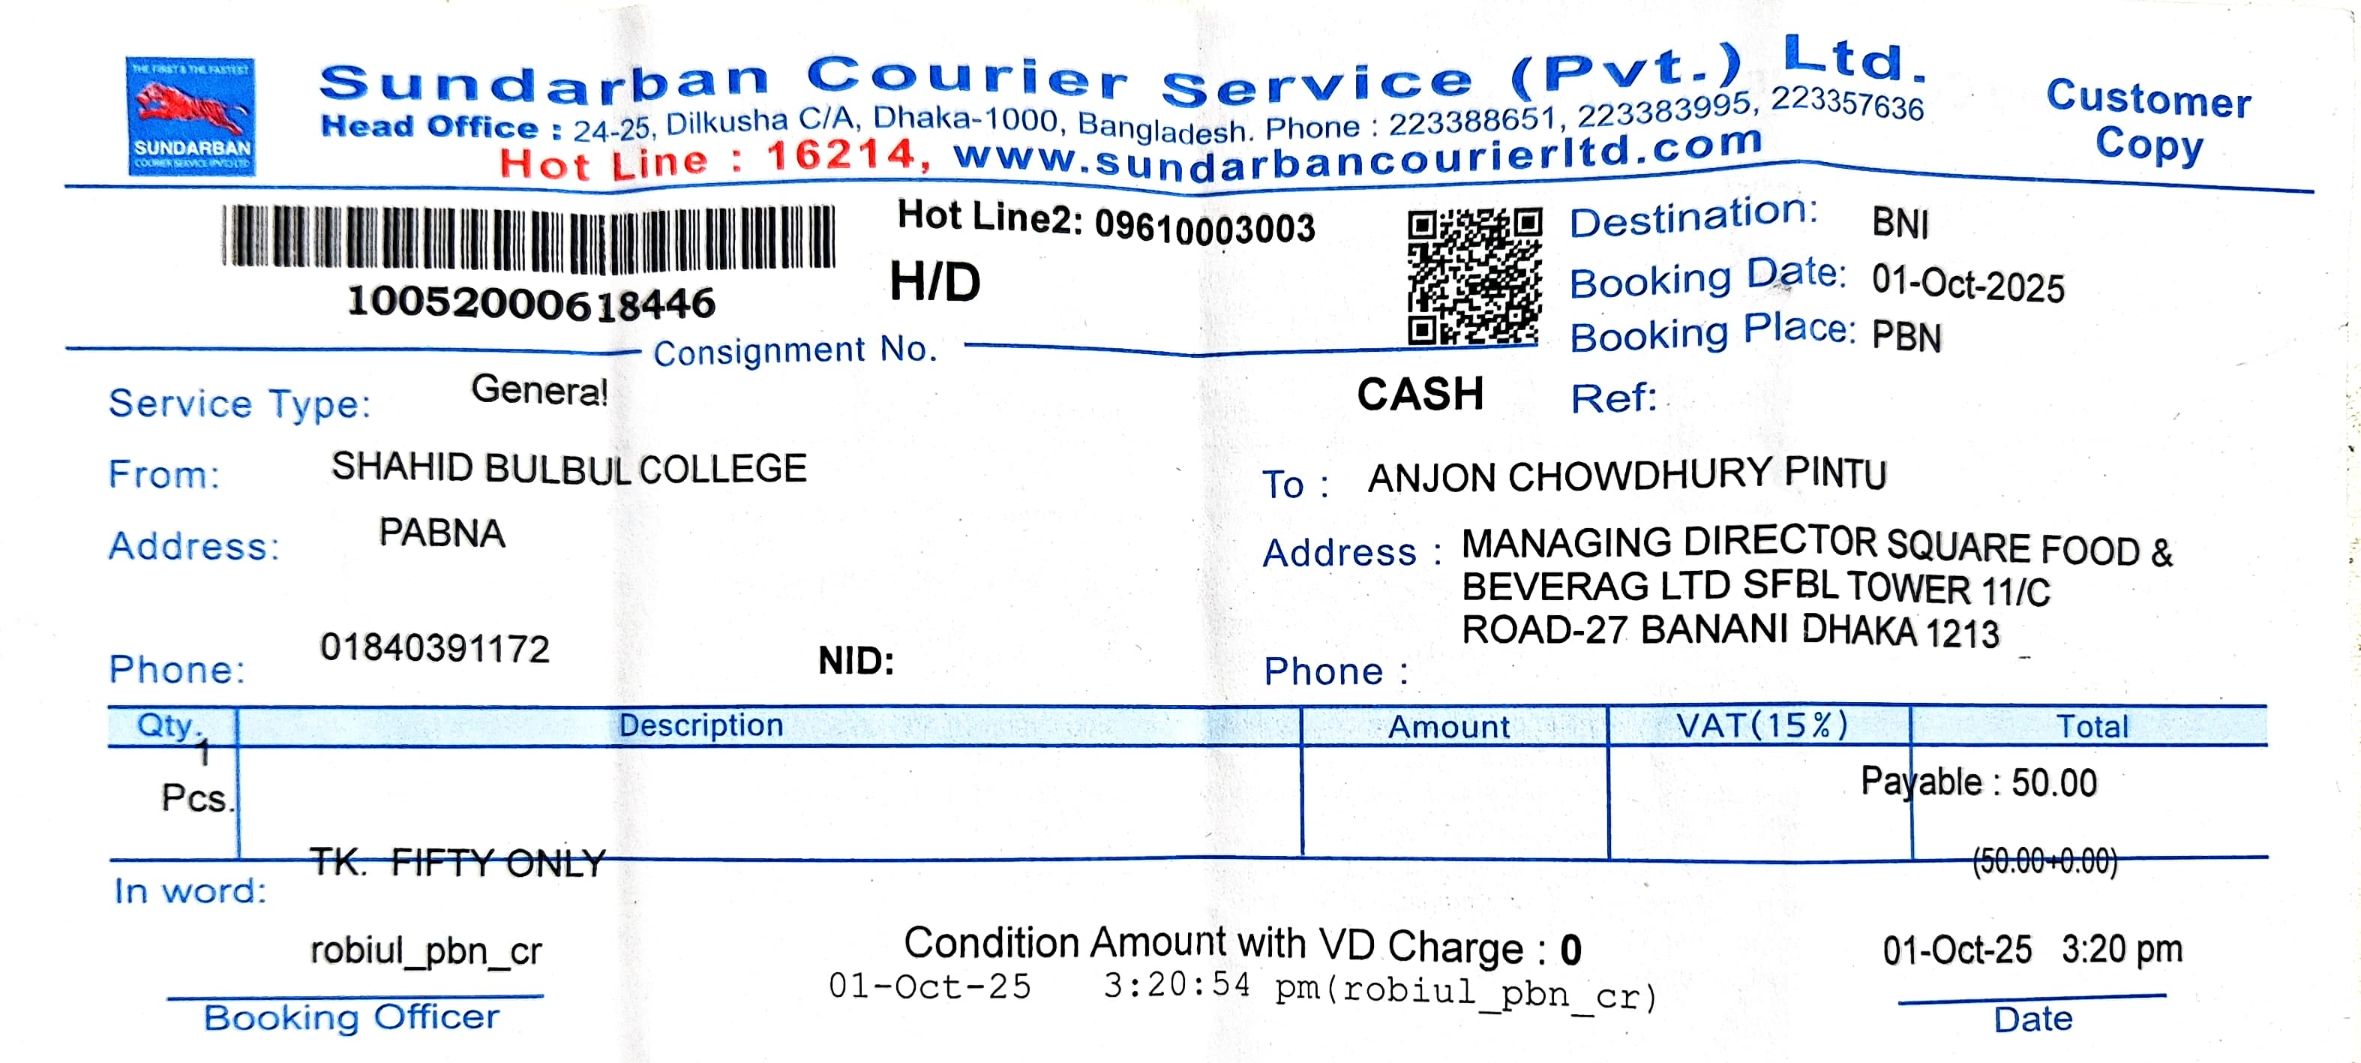 THE FIRST & THE FASTEST
SUNDARBAN
COURIER SERVICE (PVT.) LTD
Sundarban Courier Service (Pvt.) Ltd.
Head Office : 24-25, Dilkusha C/A, Dhaka-1000, Bangladesh. Phone : 223388651, 223383995, 223357636
Hot Line : 16214, www.sundarbancourierltd.com
Customer
Copy
10052000618446
Consignment No.
Hot Line2: 09610003003
H/D
Destination: BNI
Booking Date: 01-Oct-2025
Booking Place: PBN
Service Type: General
CASH
Ref:
From: SHAHID BULBUL COLLEGE
To : ANJON CHOWDHURY PINTU
Address: PABNA
Address : MANAGING DIRECTOR SQUARE FOOD &
BEVERAG LTD SFBL TOWER 11/C
ROAD-27 BANANI DHAKA 1213
Phone: 01840391172
NID:
Phone :
Qty. Description Amount VAT(15%) Total
1
Pcs.
Payable : 50.00
(50.00+0.00)
In word: TK. FIFTY ONLY
robiul_pbn_cr
Booking Officer
Condition Amount with VD Charge : 0
01-Oct-25 3:20:54 pm(robiul_pbn_cr)
01-Oct-25 3:20 pm
Date